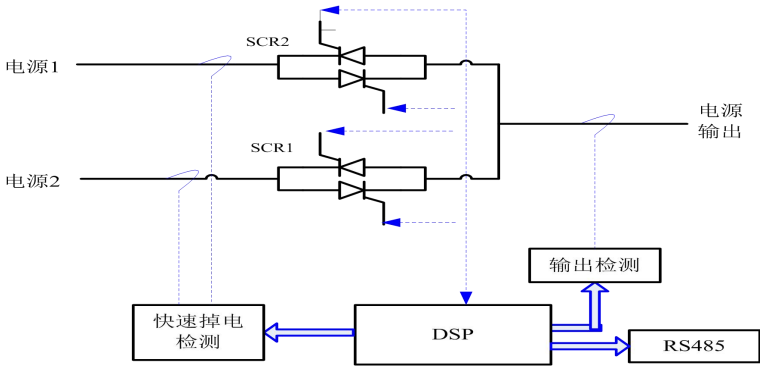 SCR2
电源1
电源
输出
SCR1
电源2
输出检测
快速掉电
检测
DSP
RS485